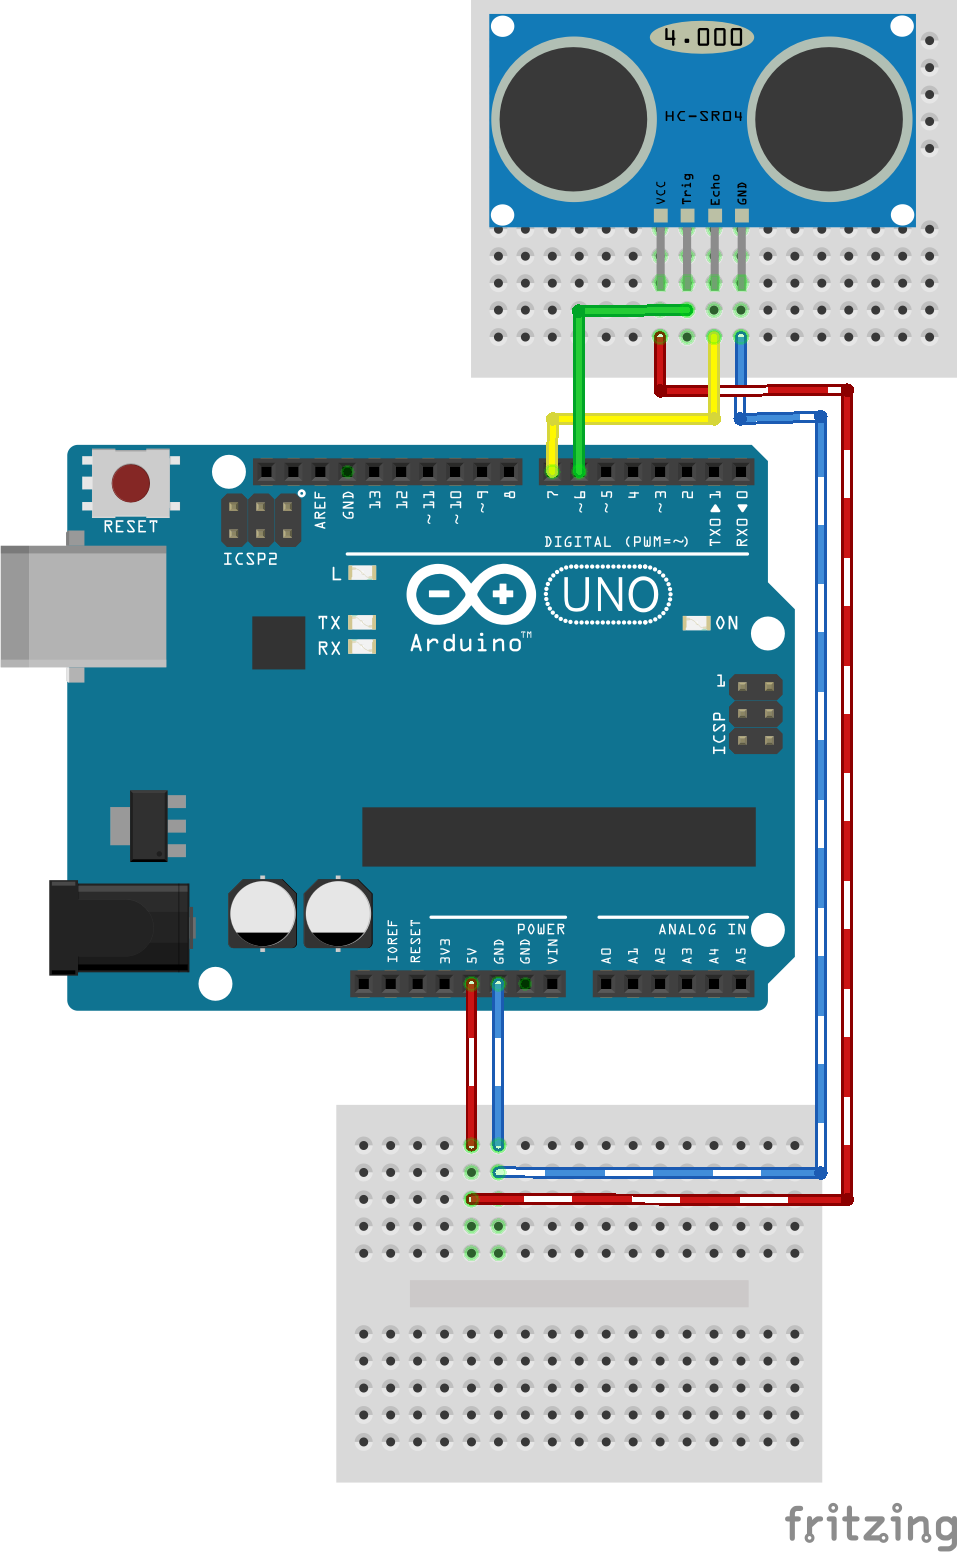 4.000
HC-SR04
VCC
Trig
Echo
GND
RESET
ICSP2
AREF
GND
13
12
~11
~10
~9
8
7
~6
~5
4
~3
2
TX0▶1
RX0◀0
DIGITAL (PWM=~)
L
TX
RX
Arduino™
UNO
ON
1
ICSP
POWER
ANALOG IN
IOREF
RESET
3V3
5V
GND
GND
VIN
A0
A1
A2
A3
A4
A5
fritzing